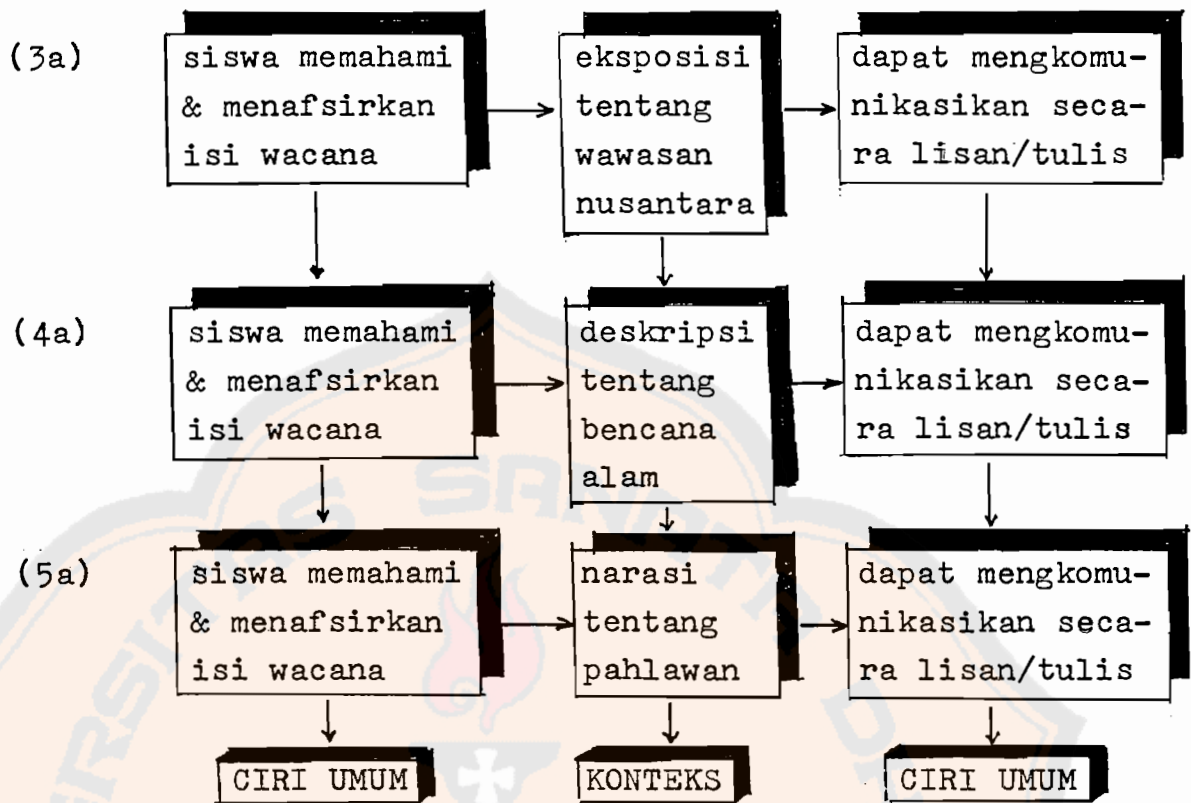 (3a)
siswa memahami
& menafsirkan
isi wacana
eksposisi
tentang
wawasan
nusantara
dapat mengkomu-
nikasikan seca-
ra lisan/tulis
(4a)
siswa memahami
& menafsirkan
isi wacana
deskripsi
tentang
bencana
alam
dapat mengkomu-
nikasikan seca-
ra lisan/tulis
(5a)
siswa memahami
& menafsirkan
isi wacana
narasi
tentang
pahlawan
dapat mengkomu-
nikasikan seca-
ra lisan/tulis
CIRI UMUM
KONTEKS
CIRI UMUM